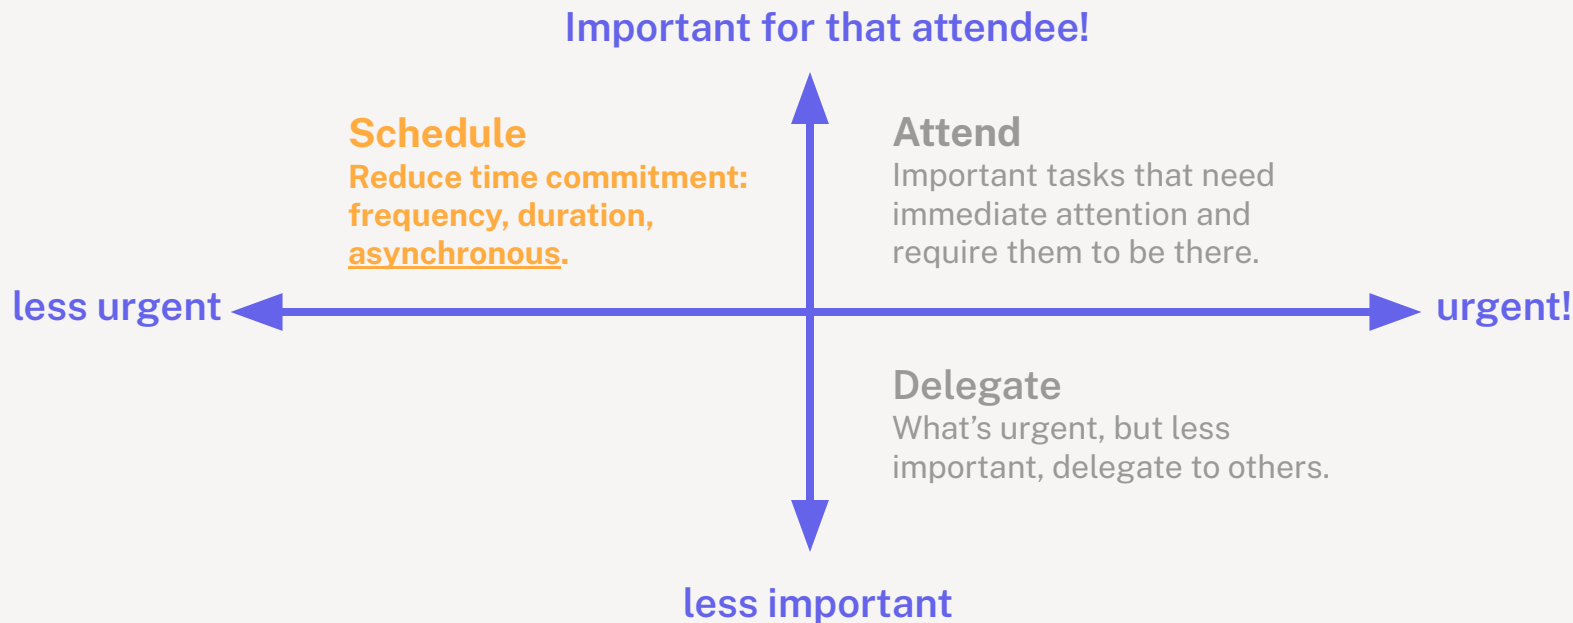 Important for that attendee!
Schedule
Reduce time commitment:
frequency, duration,
asynchronous.
Attend
Important tasks that need
immediate attention and
require them to be there.
less urgent
urgent!
Delegate
What’s urgent, but less
important, delegate to others.
less important